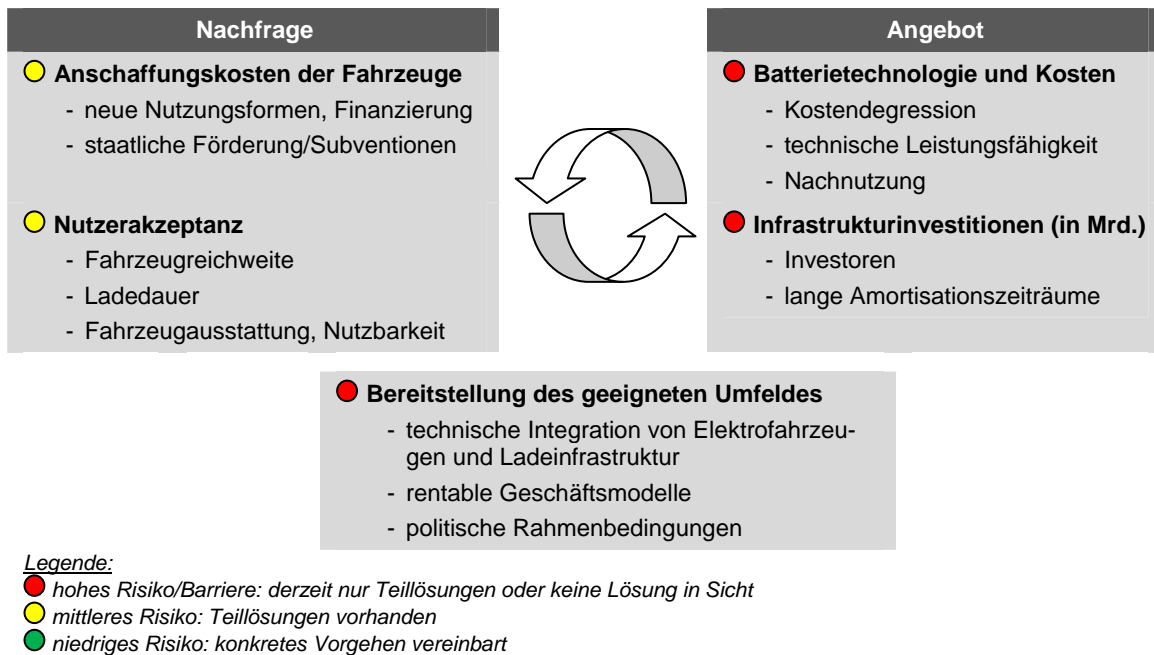 Nachfrage
Anschaffungskosten der Fahrzeuge
- neue Nutzungsformen, Finanzierung
- staatliche Förderung/Subventionen
Nutzerakzeptanz
- Fahrzeugreichweite
- Ladedauer
- Fahrzeugausstattung, Nutzbarkeit
Angebot
Batterietechnologie und Kosten
- Kostendegression
- technische Leistungsfähigkeit
- Nachnutzung
Infrastrukturinvestitionen (in Mrd.)
- Investoren
- lange Amortisationszeiträume
Bereitstellung des geeigneten Umfeldes
- technische Integration von Elektrofahrzeu-
gen und Ladeinfrastruktur
- rentable Geschäftsmodelle
- politische Rahmenbedingungen
Legende:
hohes Risiko/Barriere: derzeit nur Teillösungen oder keine Lösung in Sicht
mittleres Risiko: Teillösungen vorhanden
niedriges Risiko: konkretes Vorgehen vereinbart